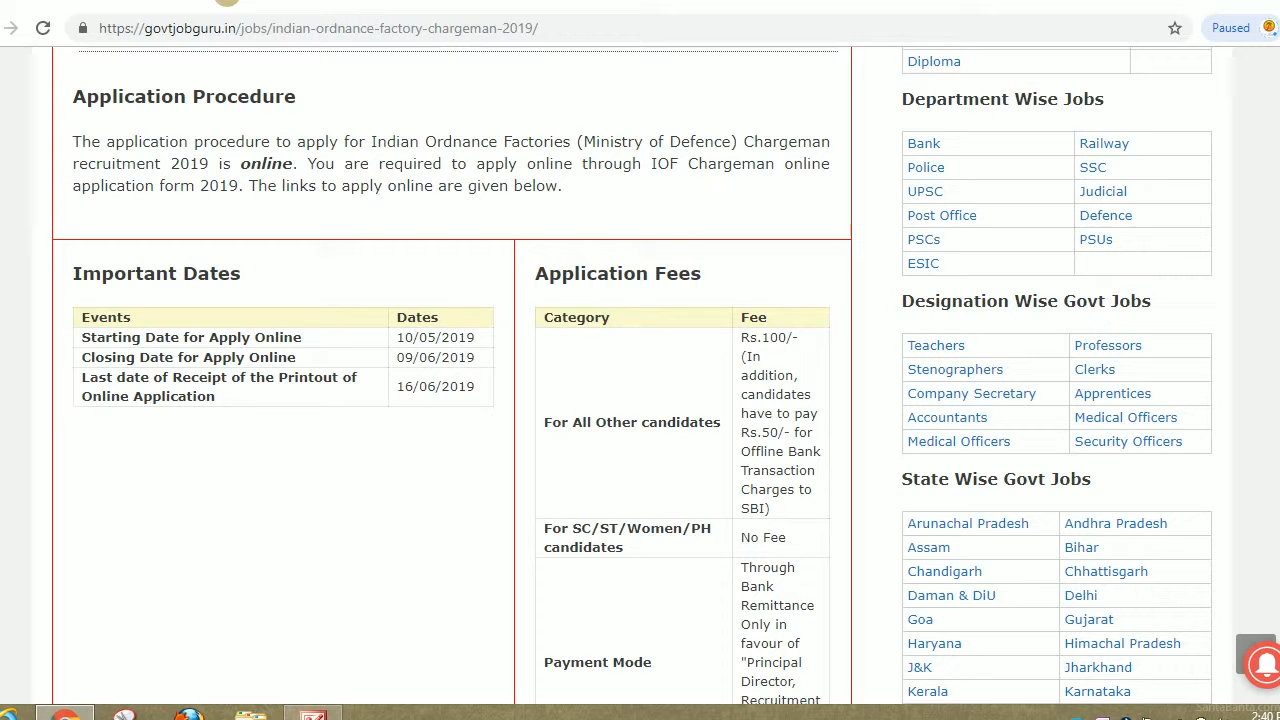 https://govtjobguru.in/jobs/indian-ordnance-factory-chargeman-2019/
Paused
Application Procedure
The application procedure to apply for Indian Ordnance Factories (Ministry of Defence) Chargeman
recruitment 2019 is online. You are required to apply online through IOF Chargeman online
application form 2019. The links to apply online are given below.
Important Dates
Events Dates
Starting Date for Apply Online 10/05/2019
Closing Date for Apply Online 09/06/2019
Last date of Receipt of the Printout of
Online Application 16/06/2019
Application Fees
Category Fee
For All Other candidates
Rs.100/-
(In
addition,
candidates
have to pay
Rs.50/- for
Offline Bank
Transaction
Charges to
SBI)
For SC/ST/Women/PH
candidates
No Fee
Payment Mode
Through
Bank
Remittance
Only in
favour of
"Principal
Director,
Recruitment
Diploma
Department Wise Jobs
Bank Railway
Police SSC
UPSC Judicial
Post Office Defence
PSCs PSUs
ESIC
Designation Wise Govt Jobs
Teachers Professors
Stenographers Clerks
Company Secretary Apprentices
Accountants Medical Officers
Medical Officers Security Officers
State Wise Govt Jobs
Arunachal Pradesh Andhra Pradesh
Assam Bihar
Chandigarh Chhattisgarh
Daman & DiU Delhi
Goa Gujarat
Haryana Himachal Pradesh
J&K Jharkhand
Kerala Karnataka
SantaBanta.com